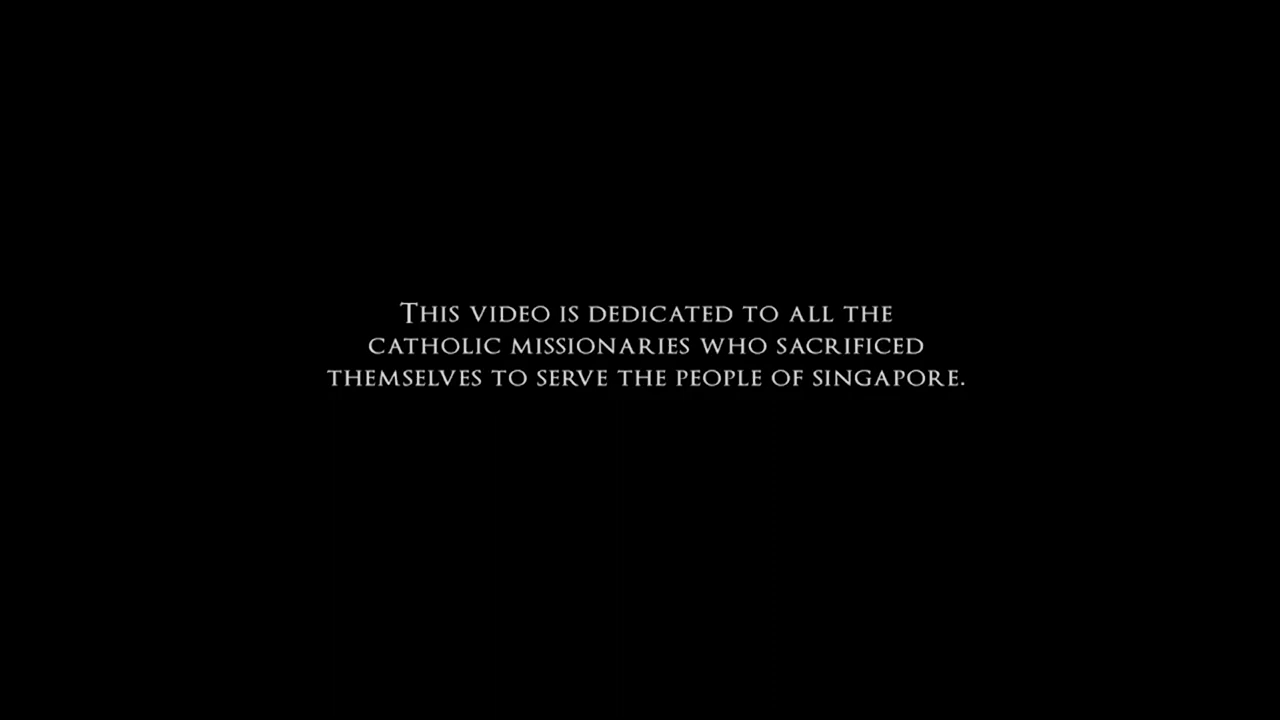 This video is dedicated to all the
catholic missionaries who sacrificed
themselves to serve the people of singapore.